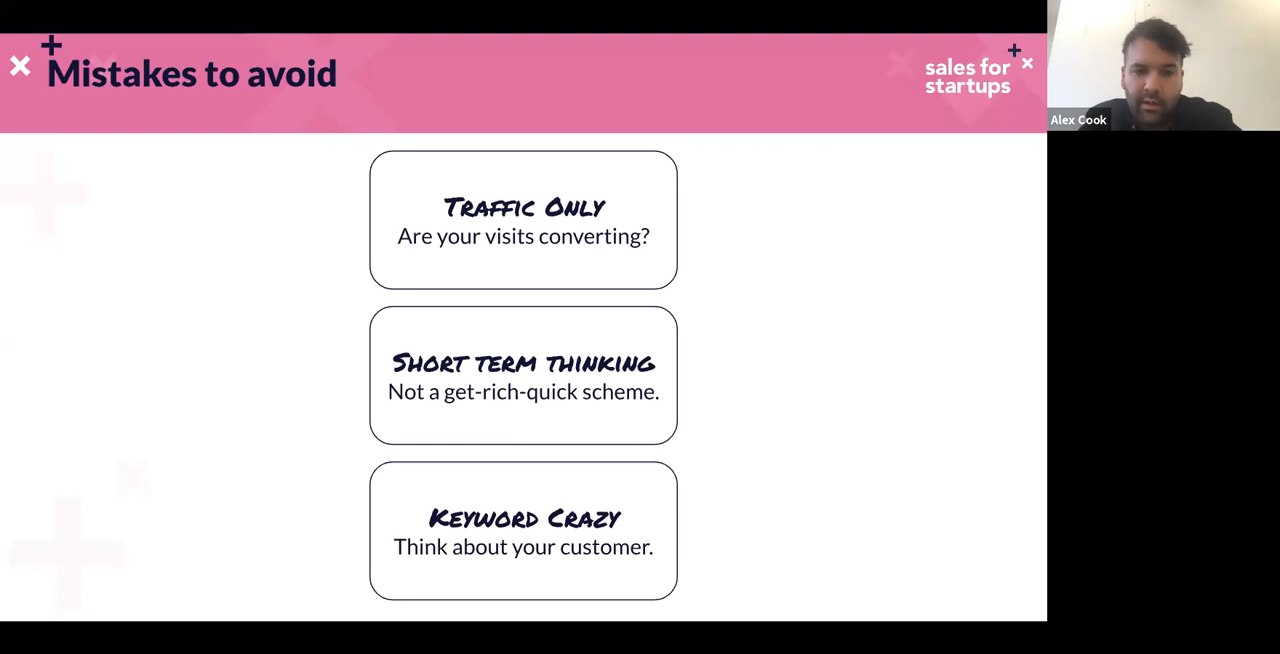 Mistakes to avoid
sales for
startups
Alex Cook
Traffic Only
Are your visits converting?
Short term thinking
Not a get-rich-quick scheme.
Keyword Crazy
Think about your customer.